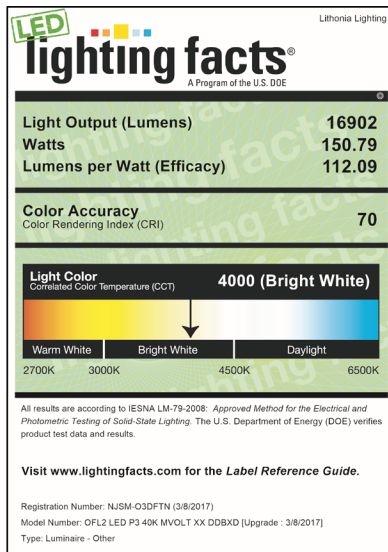 Lithonia Lighting
LED
lighting facts®
A Program of the U.S. DOE
Light Output (Lumens) 16902
Watts 150.79
Lumens per Watt (Efficacy) 112.09
Color Accuracy
Color Rendering Index (CRI) 70
Light Color
Correlated Color Temperature (CCT) 4000 (Bright White)
Warm White Bright White Daylight
2700K 3000K 4500K 6500K
All results are according to IESNA LM-79-2008: Approved Method for the Electrical and
Photometric Testing of Solid-State Lighting. The U.S. Department of Energy (DOE) verifies
product test data and results.
Visit www.lightingfacts.com for the Label Reference Guide.
Registration Number: NJSM-O3DFTN (3/8/2017)
Model Number: OFL2 LED P3 40K MVOLT XX DDBXD [Upgrade : 3/8/2017]
Type: Luminaire - Other